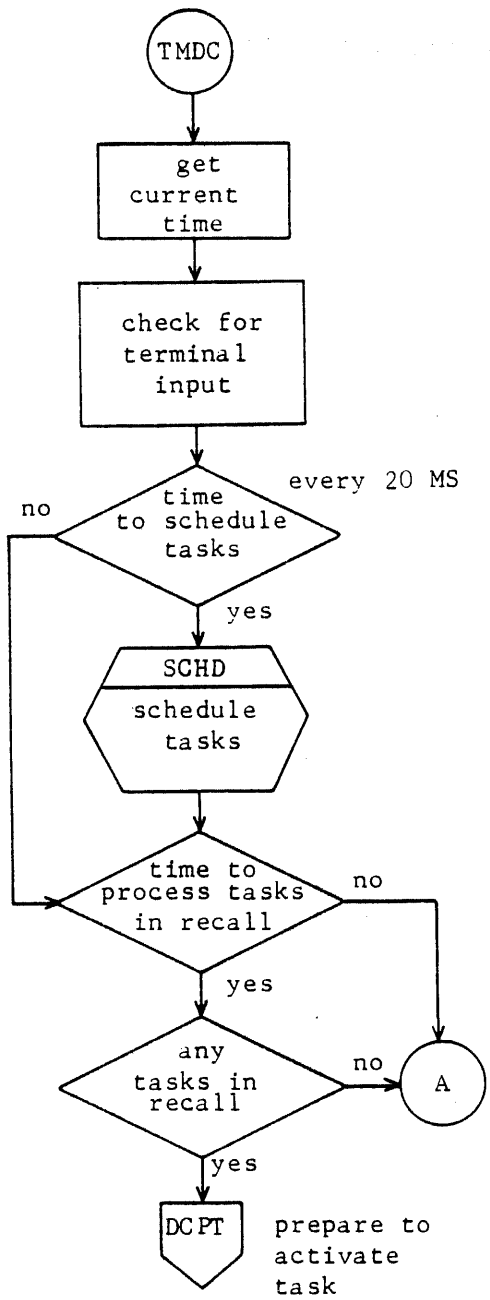 TMDC
get
current
time
check for
terminal
input
every 20 MS
time
to schedule
tasks
no
yes
SCHD
schedule
tasks
time to
process tasks
in recall
no
yes
any
tasks in
recall
no
A
yes
DCPT
prepare to
activate
task